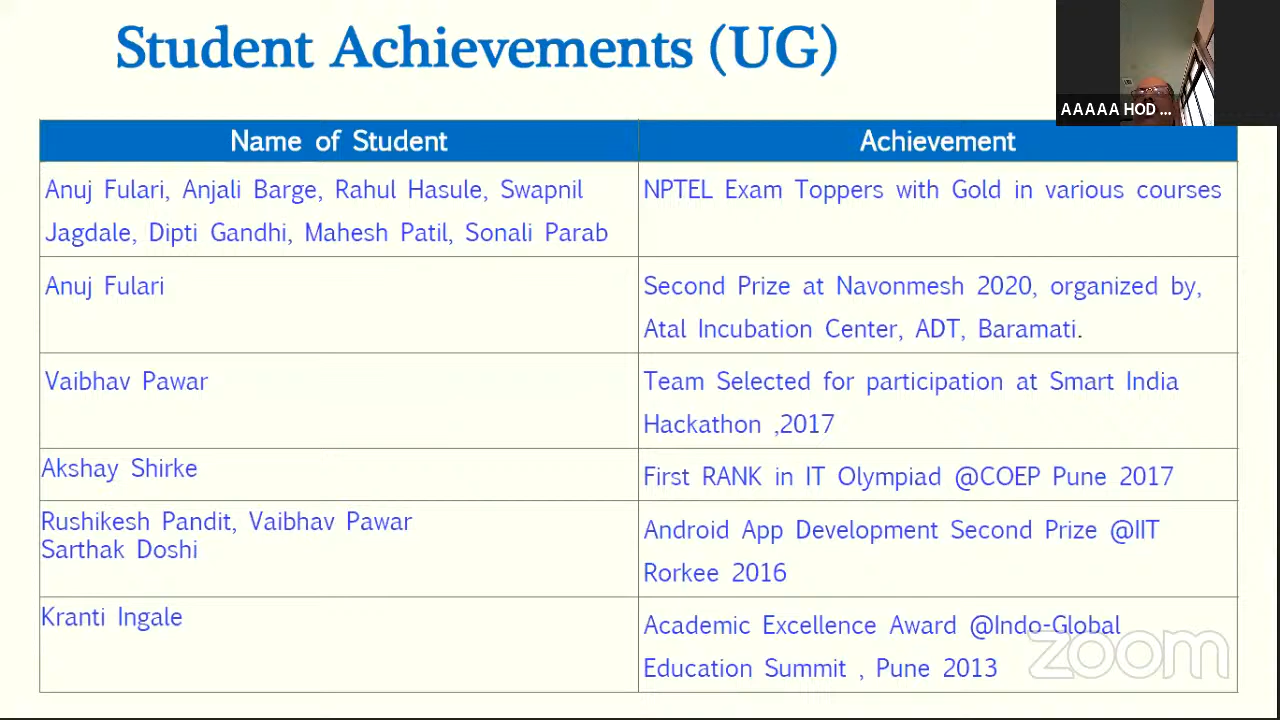 Student Achievements (UG)
AAAAA HOD ...
Name of Student
Achievement
Anuj Fulari, Anjali Barge, Rahul Hasule, Swapnil
Jagdale, Dipti Gandhi, Mahesh Patil, Sonali Parab
NPTEL Exam Toppers with Gold in various courses
Anuj Fulari
Second Prize at Navonmesh 2020, organized by,
Atal Incubation Center, ADT, Baramati.
Vaibhav Pawar
Team Selected for participation at Smart India
Hackathon ,2017
Akshay Shirke
First RANK in IT Olympiad @COEP Pune 2017
Rushikesh Pandit, Vaibhav Pawar
Sarthak Doshi
Android App Development Second Prize @IIT
Rorkee 2016
Kranti Ingale
Academic Excellence Award @Indo-Global
Education Summit , Pune 2013
zoom